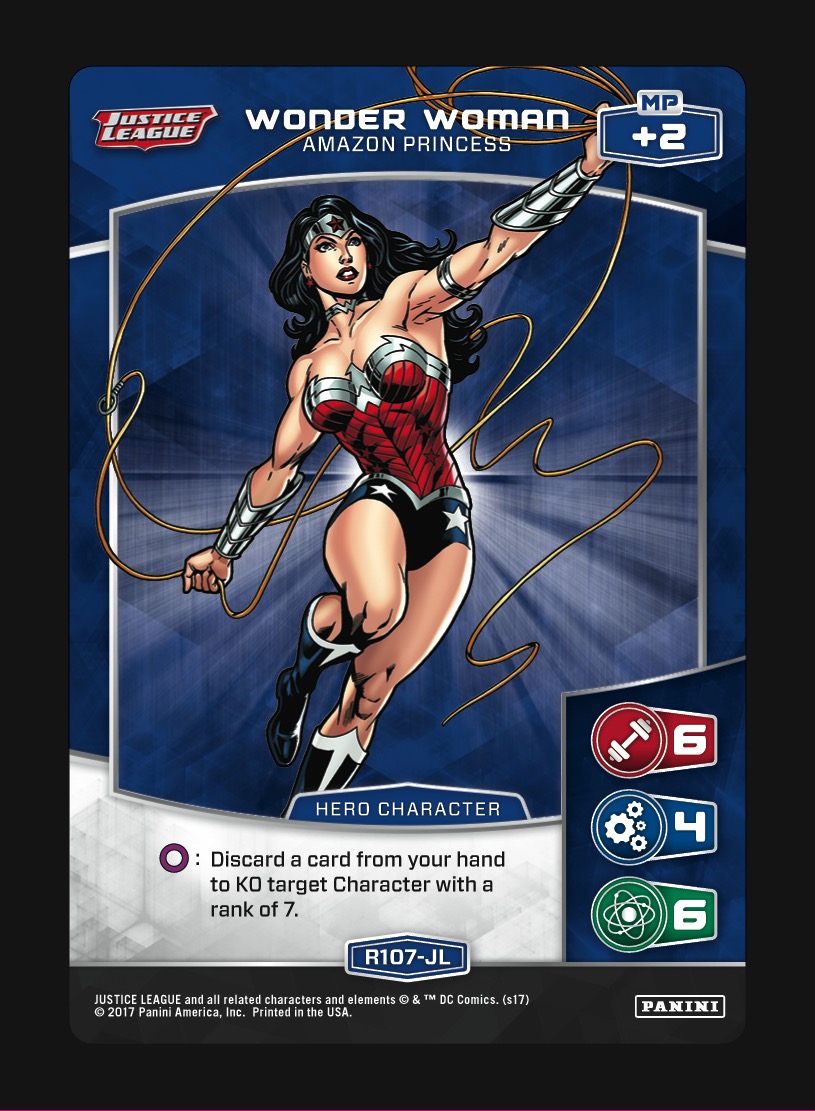 JUSTICE
LEAGUE
WONDER WOMAN
AMAZON PRINCESS
MP
+2
6
4
6
HERO CHARACTER
: Discard a card from your hand
to KO target Character with a
rank of 7.
R107-JL
JUSTICE LEAGUE and all related characters and elements © & ™ DC Comics. (s17)
© 2017 Panini America, Inc. Printed in the USA.
PANINI